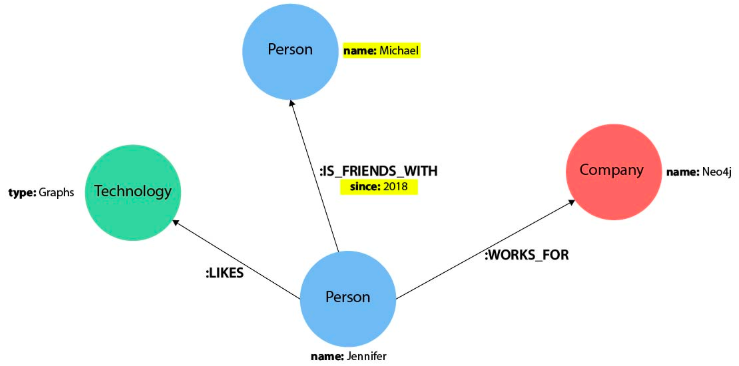 Person
name: Michael
:IS_FRIENDS_WITH
since: 2018
Technology
type: Graphs
Company
name: Neo4j
:LIKES
:WORKS_FOR
Person
name: Jennifer